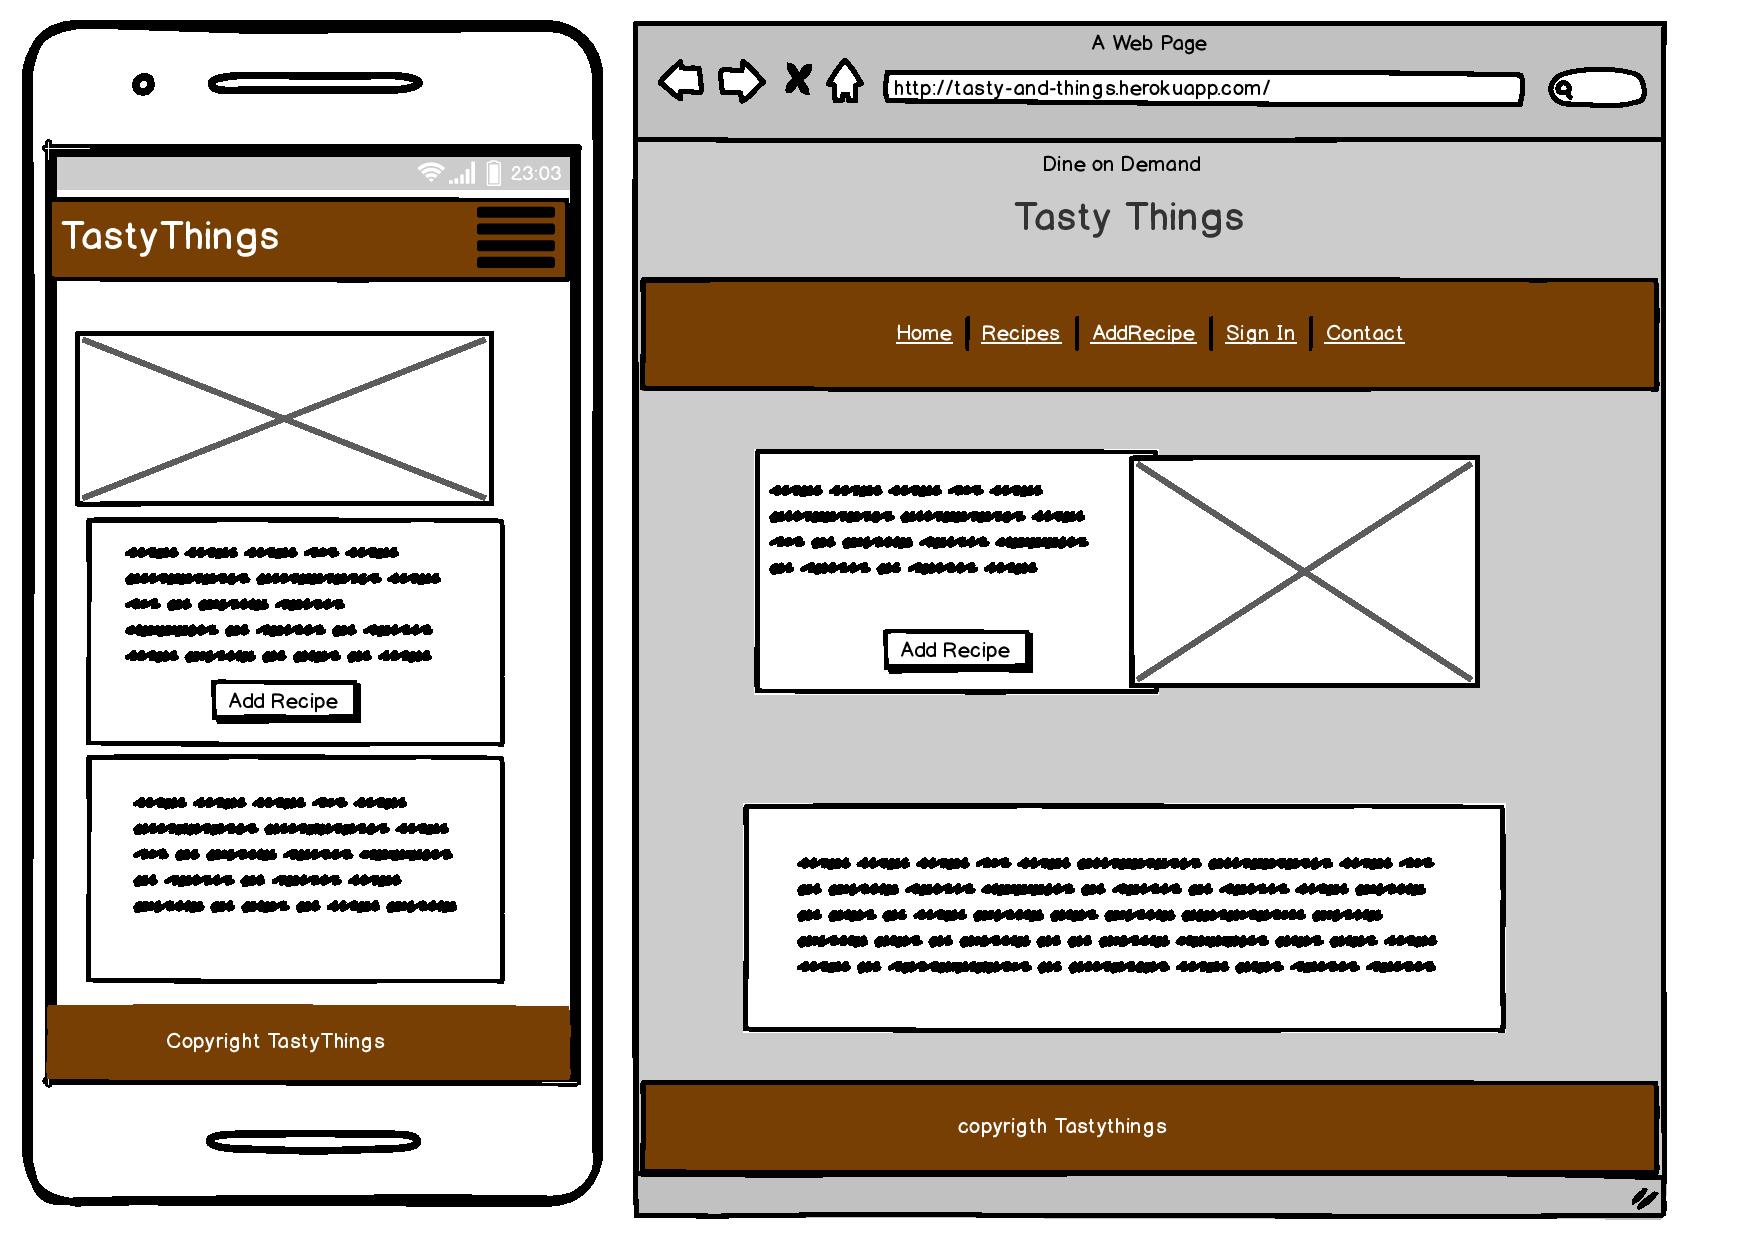 23:03
TastyThings
Add Recipe
Copyright TastyThings
A Web Page
http://tasty-and-things.herokuapp.com/
Dine on Demand
Tasty Things
Home Recipes AddRecipe Sign In Contact
Add Recipe
copyrigth Tastythings